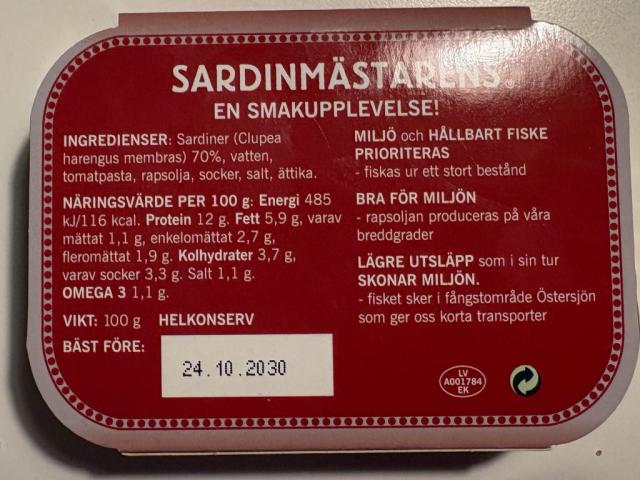 SARDINMÄSTARENS
EN SMAKUPPLEVELSE!
INGREDIENSER: Sardiner (Clupea
harengus membras) 70%, vatten,
tomatpasta, rapsolja, socker, salt, ättika.
NÄRINGSVÄRDE PER 100 g: Energi 485
kJ/116 kcal. Protein 12 g. Fett 5,9 g, varav
mättat 1,1 g, enkelomättat 2,7 g,
fleromättat 1,9 g. Kolhydrater 3,7 g,
varav socker 3,3 g. Salt 1,1 g.
OMEGA 3 1,1 g.
VIKT: 100 g HELKONSERV
BÄST FÖRE:
24.10.2030
MILJÖ och HÅLLBART FISKE
PRIORITERAS
- fiskas ur ett stort bestånd
BRA FÖR MILJÖN
- rapsoljan produceras på våra
breddgrader
LÄGRE UTSLÄPP som i sin tur
SKONAR MILJÖN.
- fisket sker i fångstområde Östersjön
som ger oss korta transporter
LV
A001784
EK